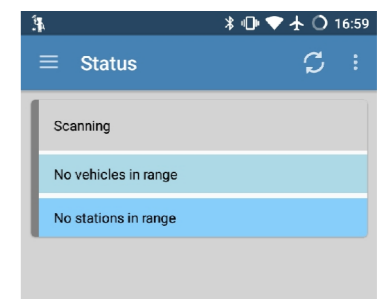 16:59
Status
Scanning
No vehicles in range
No stations in range